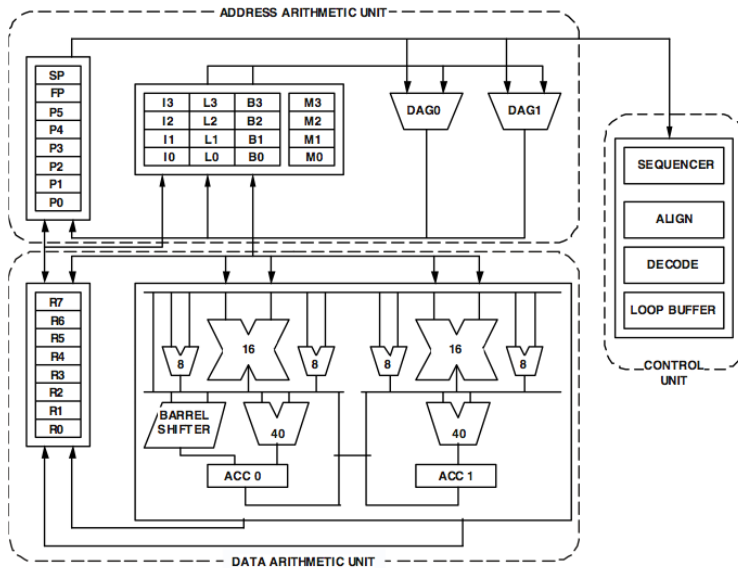 ADDRESS ARITHMETIC UNIT
SP
FP
P5
P4
P3
P2
P1
P0
I3 L3 B3 M3
I2 L2 B2 M2
I1 L1 B1 M1
I0 L0 B0 M0
DAG0 DAG1
SEQUENCER
ALIGN
DECODE
LOOP BUFFER
CONTROL
UNIT
R7
R6
R5
R4
R3
R2
R1
R0
8 16 8 8 16 8
BARREL
SHIFTER
40 40
ACC 0 ACC 1
DATA ARITHMETIC UNIT